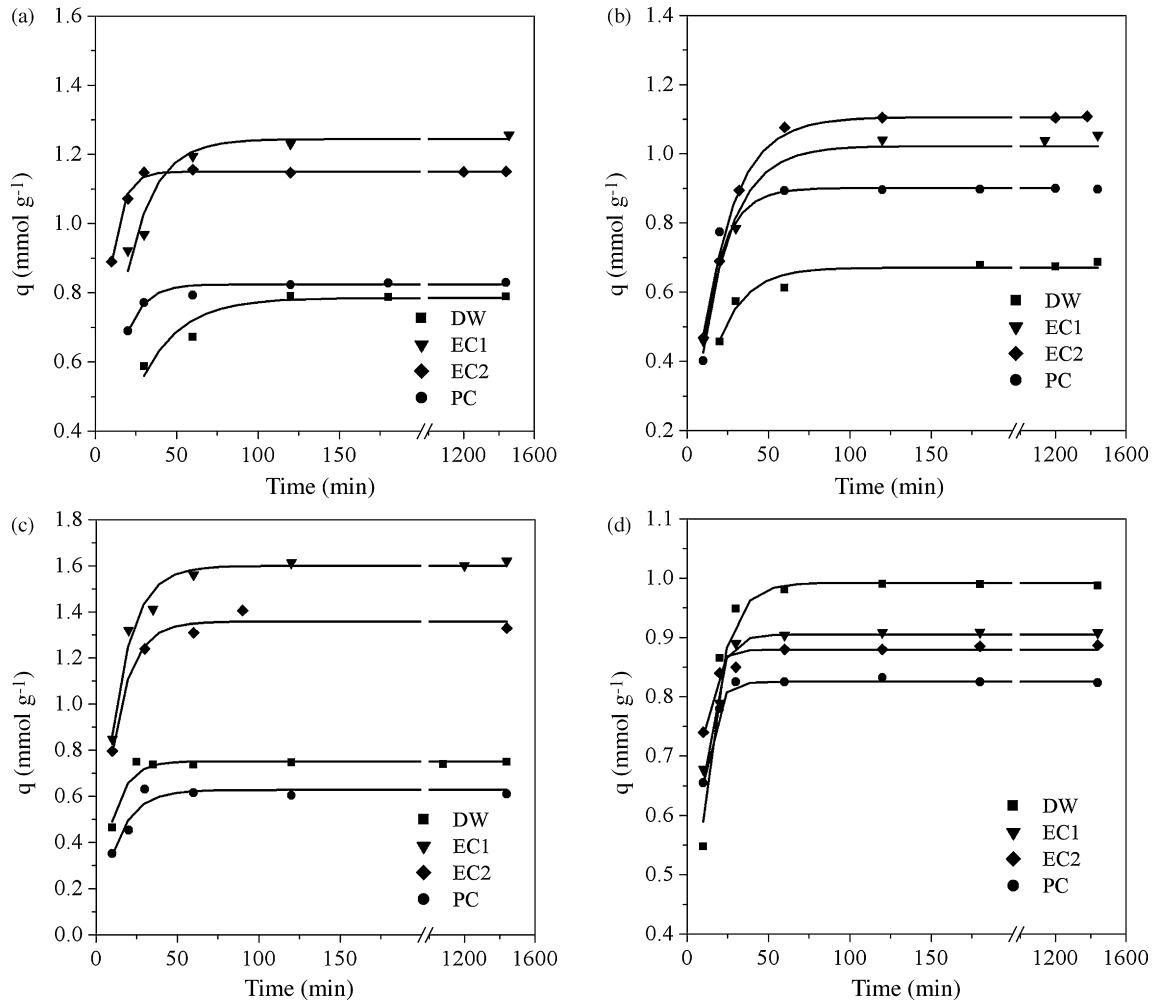 (a)
1.6
1.4
1.2
1.0
0.8
0.6
0.4
q (mmol g-1)
DW
EC1
EC2
PC
0 50 100 150 1200 1600
Time (min)
(b)
1.4
1.2
1.0
0.8
0.6
0.4
0.2
q (mmol g-1)
DW
EC1
EC2
PC
0 50 100 150 1200 1600
Time (min)
(c)
1.8
1.6
1.4
1.2
1.0
0.8
0.6
0.4
0.2
0.0
q (mmol g-1)
DW
EC1
EC2
PC
0 50 100 150 1200 1600
Time (min)
(d)
1.1
1.0
0.9
0.8
0.7
0.6
0.5
0.4
q (mmol g-1)
DW
EC1
EC2
PC
0 50 100 150 1200 1600
Time (min)